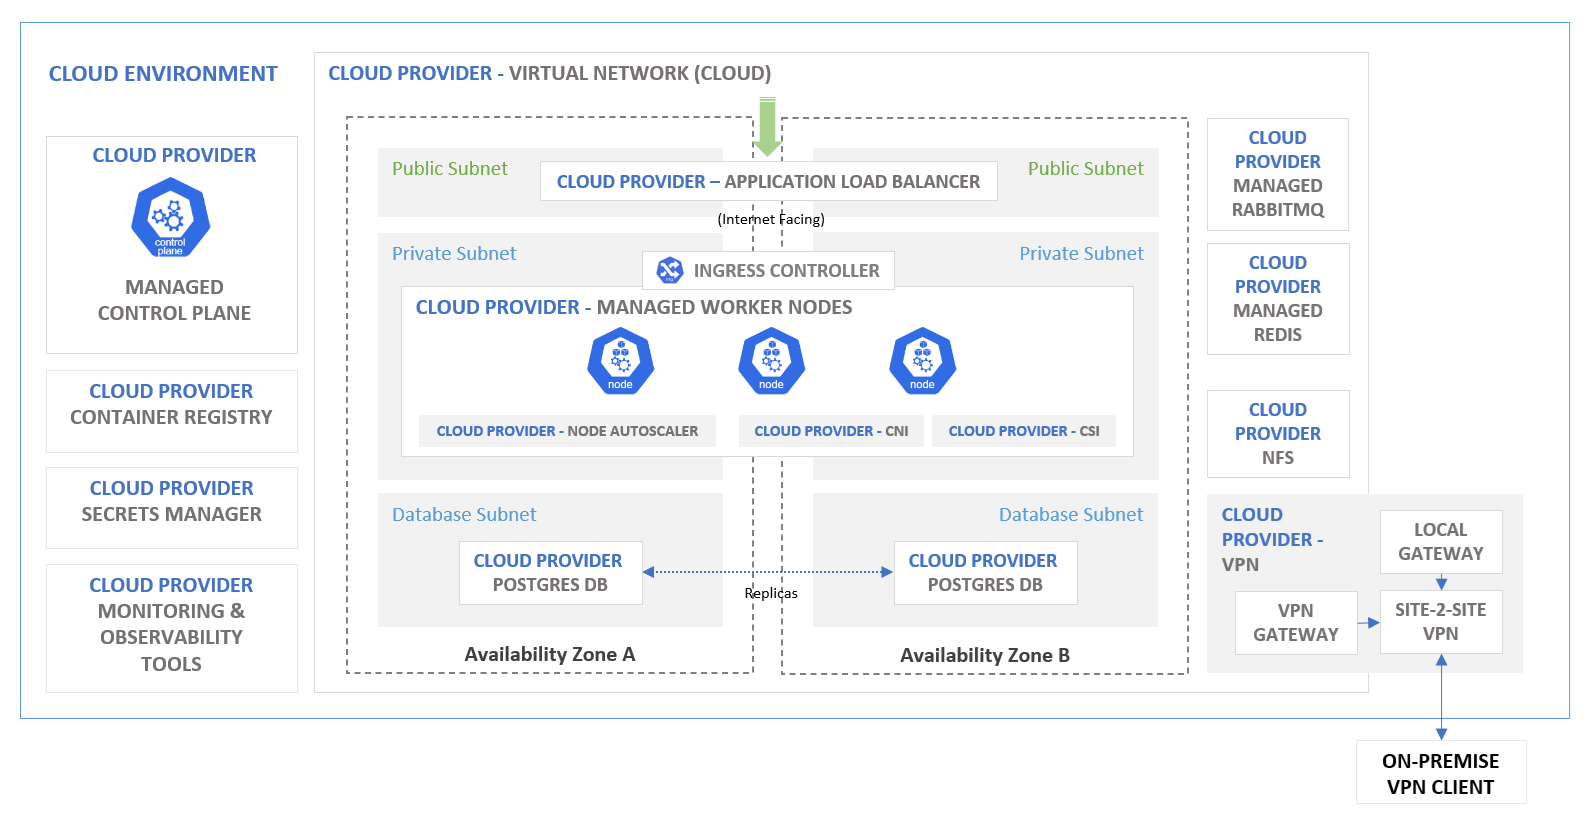 CLOUD ENVIRONMENT
CLOUD PROVIDER
control
plane
MANAGED
CONTROL PLANE
CLOUD PROVIDER
CONTAINER REGISTRY
CLOUD PROVIDER
SECRETS MANAGER
CLOUD PROVIDER
MONITORING &
OBSERVABILITY
TOOLS
CLOUD PROVIDER - VIRTUAL NETWORK (CLOUD)
Public Subnet
CLOUD PROVIDER – APPLICATION LOAD BALANCER
Public Subnet
(Internet Facing)
Private Subnet
Private Subnet
INGRESS CONTROLLER
CLOUD PROVIDER - MANAGED WORKER NODES
node
node
node
CLOUD PROVIDER - NODE AUTOSCALER
CLOUD PROVIDER - CNI
CLOUD PROVIDER - CSI
Database Subnet
Database Subnet
CLOUD PROVIDER
POSTGRES DB
CLOUD PROVIDER
POSTGRES DB
Replicas
Availability Zone A
Availability Zone B
CLOUD
PROVIDER
MANAGED
RABBITMQ
CLOUD
PROVIDER
MANAGED
REDIS
CLOUD
PROVIDER
NFS
CLOUD
PROVIDER -
VPN
LOCAL
GATEWAY
VPN
GATEWAY
SITE-2-SITE
VPN
ON-PREMISE
VPN CLIENT